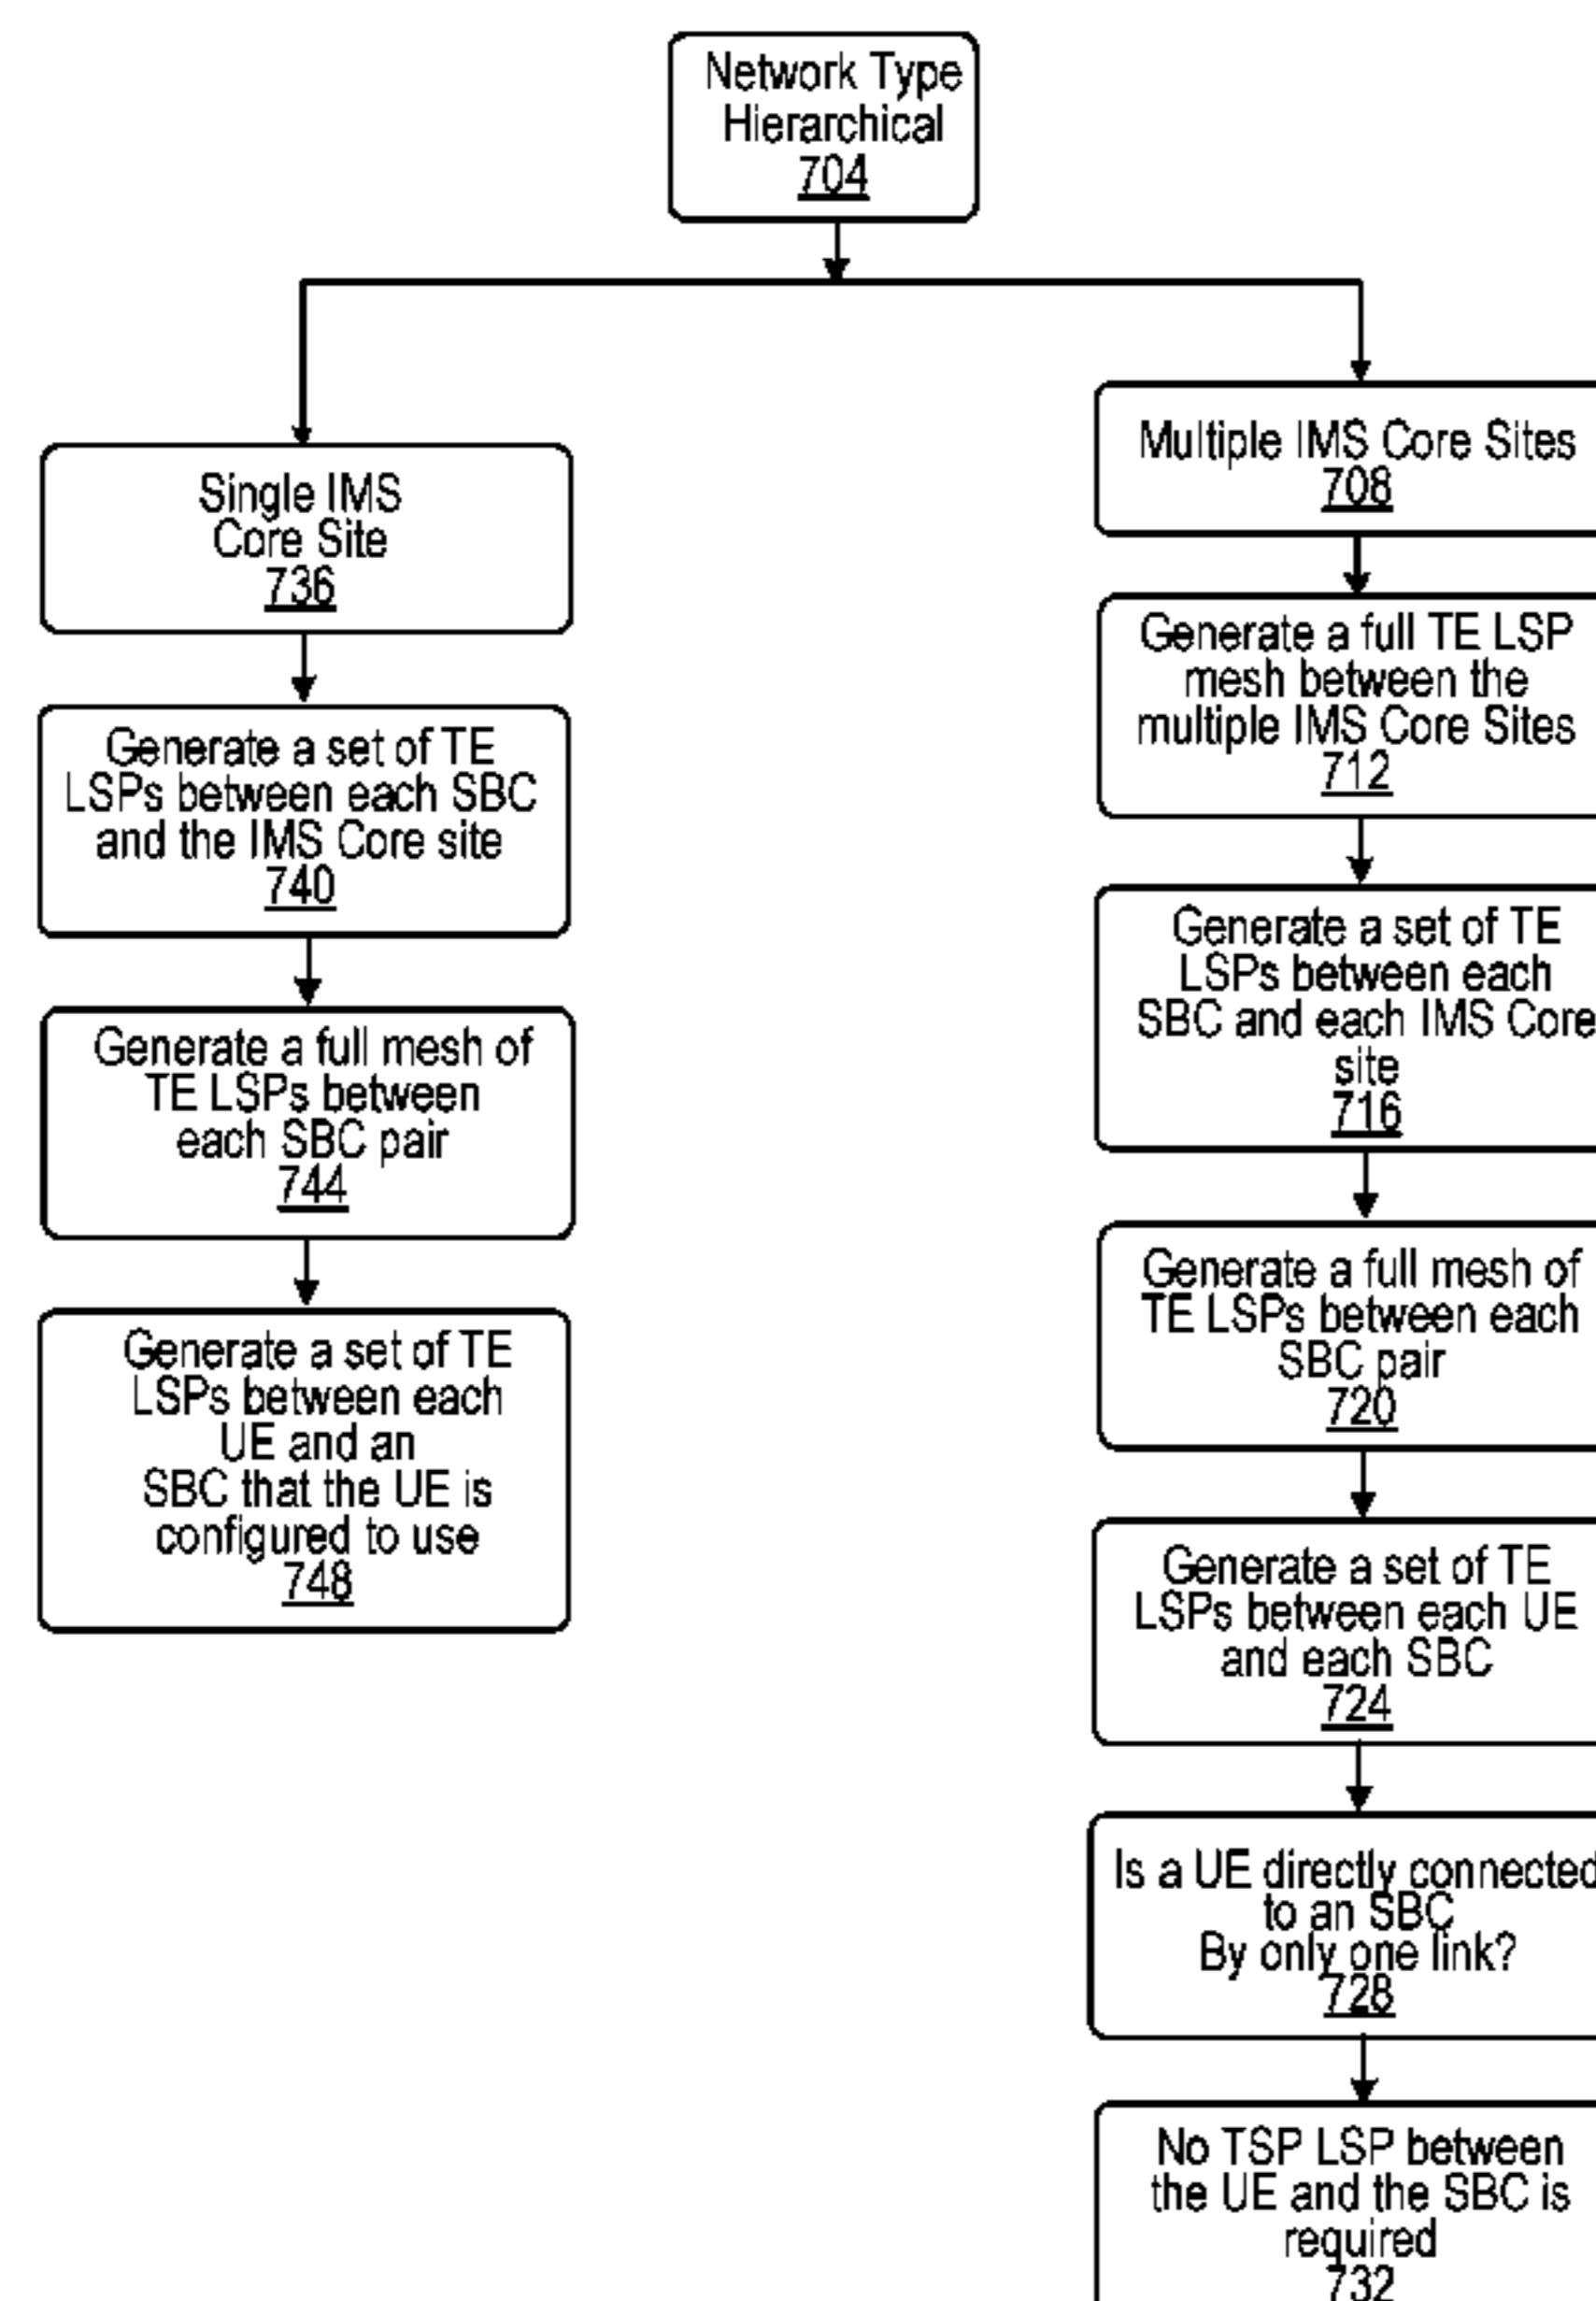 Network Type
Hierarchical
704
Single IMS
Core Site
736
Generate a set of TE
LSPs between each SBC
and the IMS Core site
740
Generate a full mesh of
TE LSPs between
each SBC pair
744
Generate a set of TE
LSPs between each
UE and an
SBC that the UE is
configured to use
748
Multiple IMS Core Sites
708
Generate a full TE LSP
mesh between the
multiple IMS Core Sites
712
Generate a set of TE
LSPs between each
SBC and each IMS Core
site
716
Generate a full mesh of
TE LSPs between each
SBC pair
720
Generate a set of TE
LSPs between each UE
and each SBC
724
Is a UE directly connected
to an SBC
By only one link?
728
No TSP LSP between
the UE and the SBC is
required
732